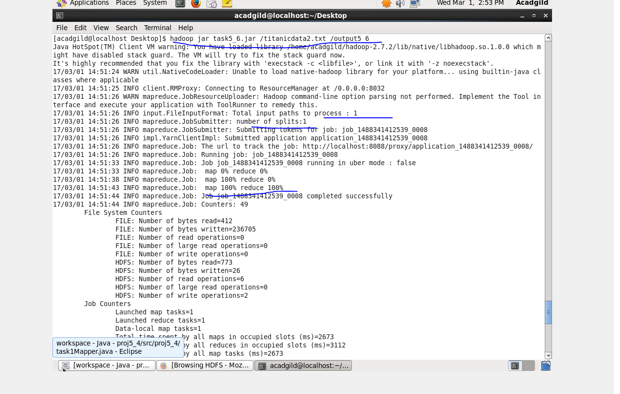 Applications Places System Wed Mar 1, 2:53 PM Acadgild
acadgild@localhost:~/Desktop
File Edit View Search Terminal Help
[acadgild@localhost Desktop]$ hadoop jar task5_6.jar /titanicdata2.txt /output5_6
Java HotSpot(TM) Client VM warning: You have loaded library /home/acadgild/hadoop-2.7.2/lib/native/libhadoop.so.1.0.0 which m
ight have disabled stack guard. The VM will try to fix the stack guard now.
It's highly recommended that you fix the library with 'execstack -c <libfile>', or link it with '-z noexecstack'.
17/03/01 14:51:24 WARN util.NativeCodeLoader: Unable to load native-hadoop library for your platform... using builtin-java cl
asses where applicable
17/03/01 14:51:25 INFO client.RMProxy: Connecting to ResourceManager at /0.0.0.0:8032
17/03/01 14:51:26 WARN mapreduce.JobResourceUploader: Hadoop command-line option parsing not performed. Implement the Tool in
terface and execute your application with ToolRunner to remedy this.
17/03/01 14:51:26 INFO input.FileInputFormat: Total input paths to process : 1
17/03/01 14:51:26 INFO mapreduce.JobSubmitter: number of splits:1
17/03/01 14:51:26 INFO mapreduce.JobSubmitter: Submitting tokens for job: job_1488341412539_0008
17/03/01 14:51:26 INFO impl.YarnClientImpl: Submitted application application_1488341412539_0008
17/03/01 14:51:26 INFO mapreduce.Job: The url to track the job: http://localhost:8088/proxy/application_1488341412539_0008/
17/03/01 14:51:26 INFO mapreduce.Job: Running job: job_1488341412539_0008
17/03/01 14:51:33 INFO mapreduce.Job: Job job_1488341412539_0008 running in uber mode : false
17/03/01 14:51:33 INFO mapreduce.Job: map 0% reduce 0%
17/03/01 14:51:38 INFO mapreduce.Job: map 100% reduce 0%
17/03/01 14:51:43 INFO mapreduce.Job: map 100% reduce 100%
17/03/01 14:51:44 INFO mapreduce.Job: Job job_1488341412539_0008 completed successfully
17/03/01 14:51:44 INFO mapreduce.Job: Counters: 49
File System Counters
FILE: Number of bytes read=412
FILE: Number of bytes written=236705
FILE: Number of read operations=0
FILE: Number of large read operations=0
FILE: Number of write operations=0
HDFS: Number of bytes read=773
HDFS: Number of bytes written=26
HDFS: Number of read operations=6
HDFS: Number of large read operations=0
HDFS: Number of write operations=2
Job Counters
Launched map tasks=1
Launched reduce tasks=1
Data-local map tasks=1
Total time spent by all maps in occupied slots (ms)=2673
by all reduces in occupied slots (ms)=3112
by all map tasks (ms)=2673
workspace - Java - proj5_4/src/proj5_4/
task1Mapper.java - Eclipse
[workspace - Java - pr... [Browsing HDFS - Moz... acadgild@localhost:~/...